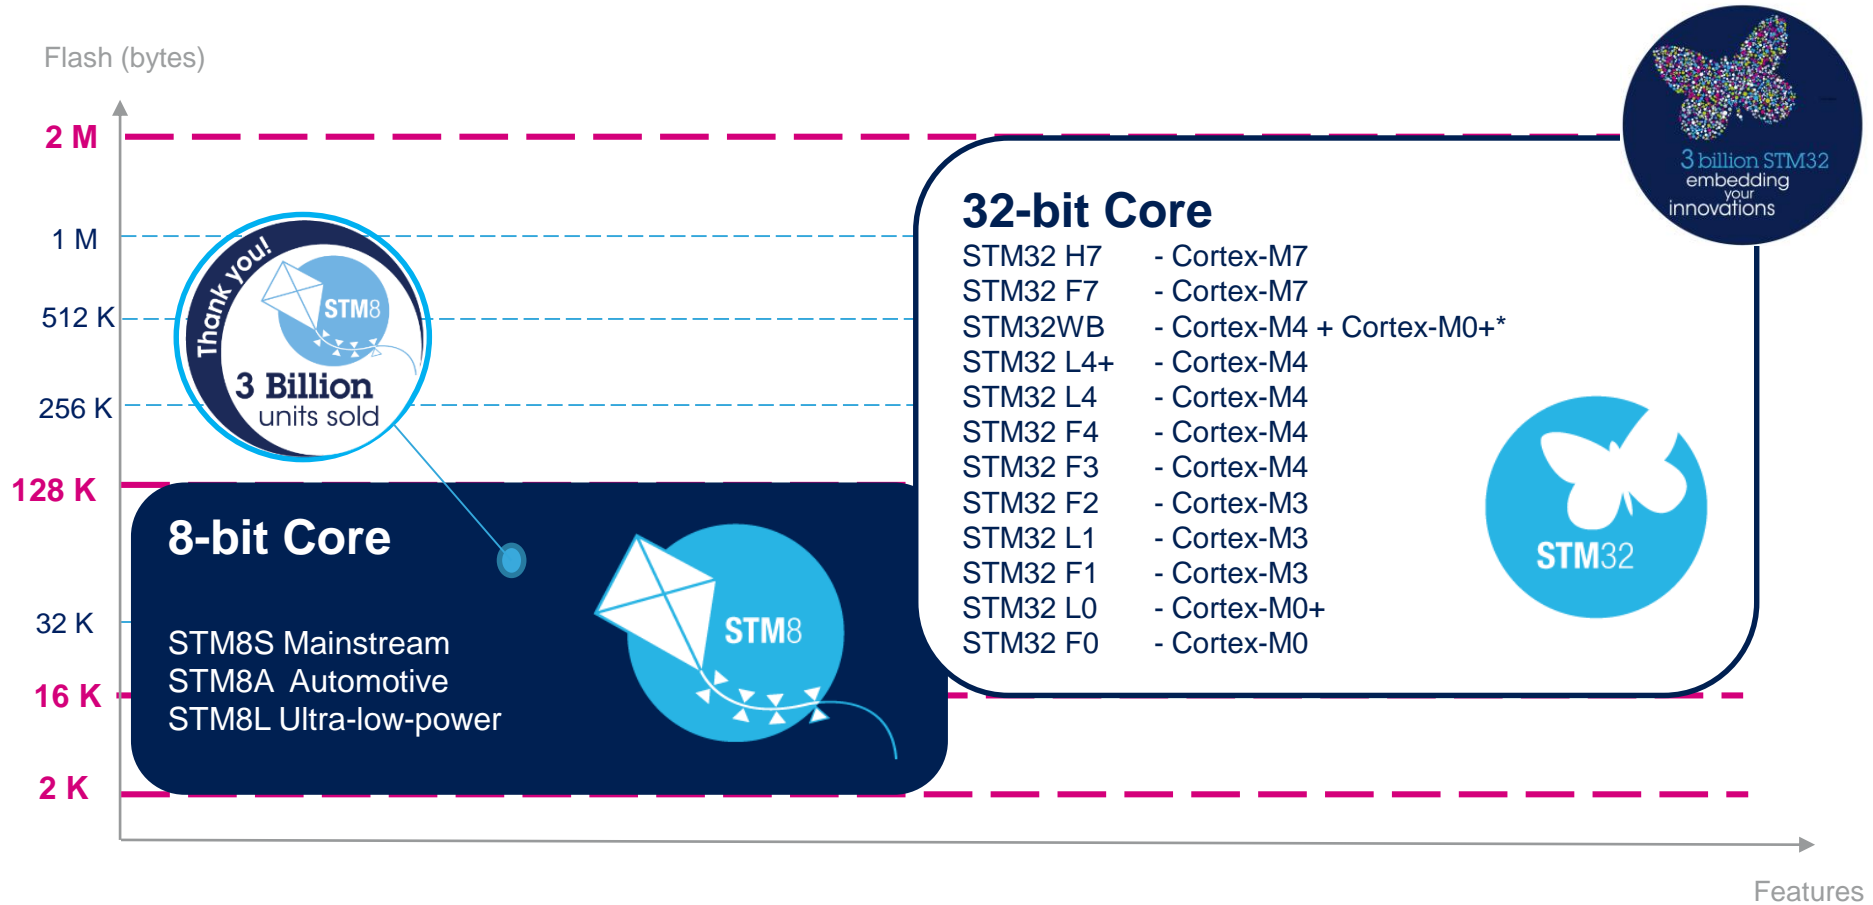 Flash (bytes)
2 M
1 M
512 K
256 K
128 K
32 K
16 K
2 K
Thank you!
STM8
3 Billion
units sold
8-bit Core
STM8S Mainstream
STM8A Automotive
STM8L Ultra-low-power
STM8
32-bit Core
STM32 H7 - Cortex-M7
STM32 F7 - Cortex-M7
STM32WB - Cortex-M4 + Cortex-M0+*
STM32 L4+ - Cortex-M4
STM32 L4 - Cortex-M4
STM32 F4 - Cortex-M4
STM32 F3 - Cortex-M4
STM32 F2 - Cortex-M3
STM32 L1 - Cortex-M3
STM32 F1 - Cortex-M3
STM32 L0 - Cortex-M0+
STM32 F0 - Cortex-M0
STM32
3 billion STM32
embedding
your
innovations
Features